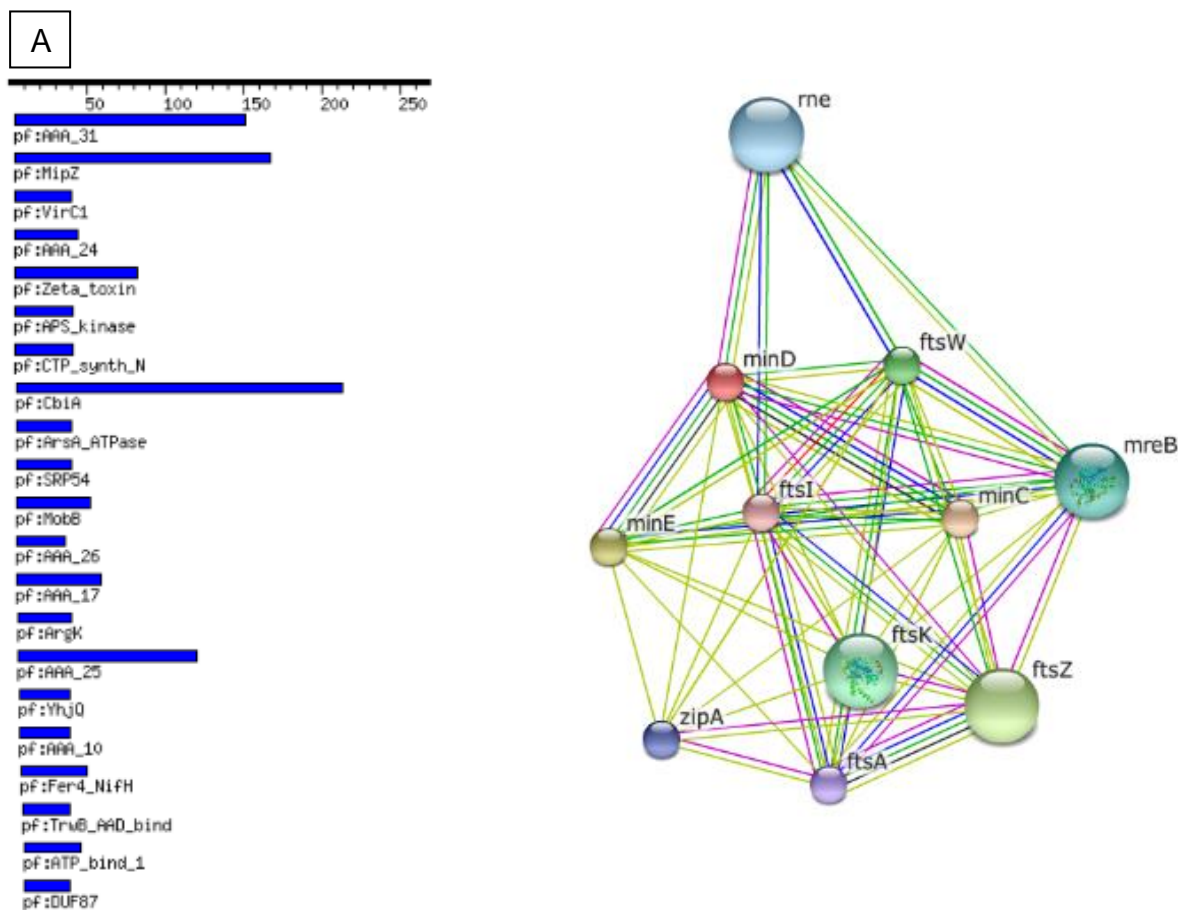 A
50 100 150 200 250
pf:AAA_31
pf:MipZ
pf:VirC1
pf:AAA_24
pf:Zeta_toxin
pf:APS_kinase
pf:CTP_synth_N
pf:CbiA
pf:ArsA_ATPase
pf:SRP54
pf:MobB
pf:AAA_26
pf:AAA_17
pf:ArgK
pf:AAA_25
pf:YhjQ
pf:AAA_10
pf:Fer4_NifH
pf:TrwB_AAD_bind
pf:ATP_bind_1
pf:DUF87
rne
ftsW
minD
mreB
ftsI
minC
minE
ftsK
ftsZ
zipA
ftsA